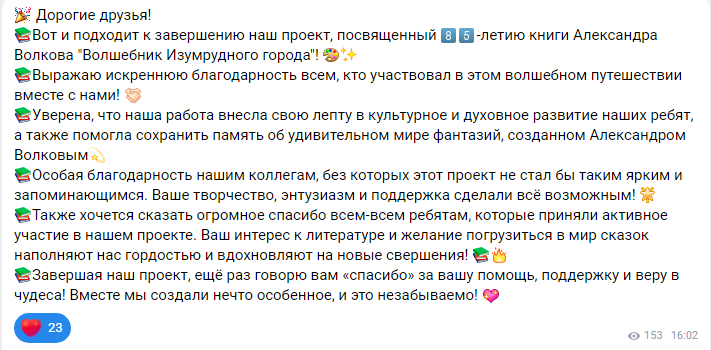 🎉 Дорогие друзья!
📚Вот и подходит к завершению наш проект, посвященный 8️⃣5️⃣-летию книги Александра
Волкова "Волшебник Изумрудного города"! 🎨✨
📚Выражаю искреннюю благодарность всем, кто участвовал в этом волшебном путешествии
вместе с нами! 🫶🏻
📚Уверена, что наша работа внесла свою лепту в культурное и духовное развитие наших ребят,
а также помогла сохранить память об удивительном мире фантазий, созданном Александром
Волковым💫
📚Особая благодарность нашим коллегам, без которых этот проект не стал бы таким ярким и
запоминающимся. Ваше творчество, энтузиазм и поддержка сделали всё возможным! 🌟
📚Также хочется сказать огромное спасибо всем-всем ребятам, которые приняли активное
участие в нашем проекте. Ваш интерес к литературе и желание погрузиться в мир сказок
наполняют нас гордостью и вдохновляют на новые свершения! 📚🔥
📚Завершая наш проект, ещё раз говорю вам «спасибо» за вашу помощь, поддержку и веру в
чудеса! Вместе мы создали нечто особенное, и это незабываемо! 💖
❤️ 23
153 16:02